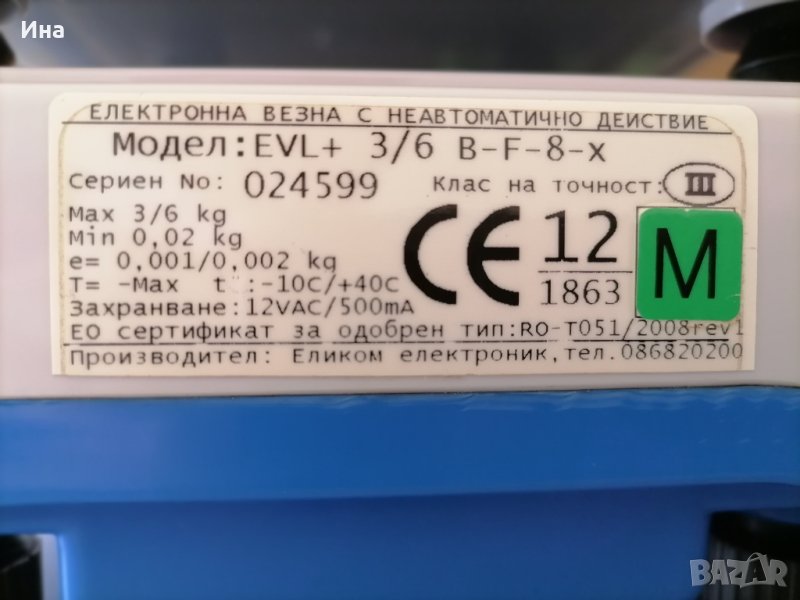 Ина
ЕЛЕКТРОННА ВЕЗНА С НЕАВТОМАТИЧНО ДЕЙСТВИЕ
Модел: EVL+ 3/6 B-F-8-x
Сериен No: 024599 Клас на точност: III
Max 3/6 kg
Min 0,02 kg
e= 0,001/0,002 kg
T= -Max t :-10C/+40C
Захранване:12VAC/500mA
CE 12 1863 M
ЕО сертификат за одобрен тип:RO-T051/2008rev1
Производител: Еликом електроник,тел.086820200
BAZAR